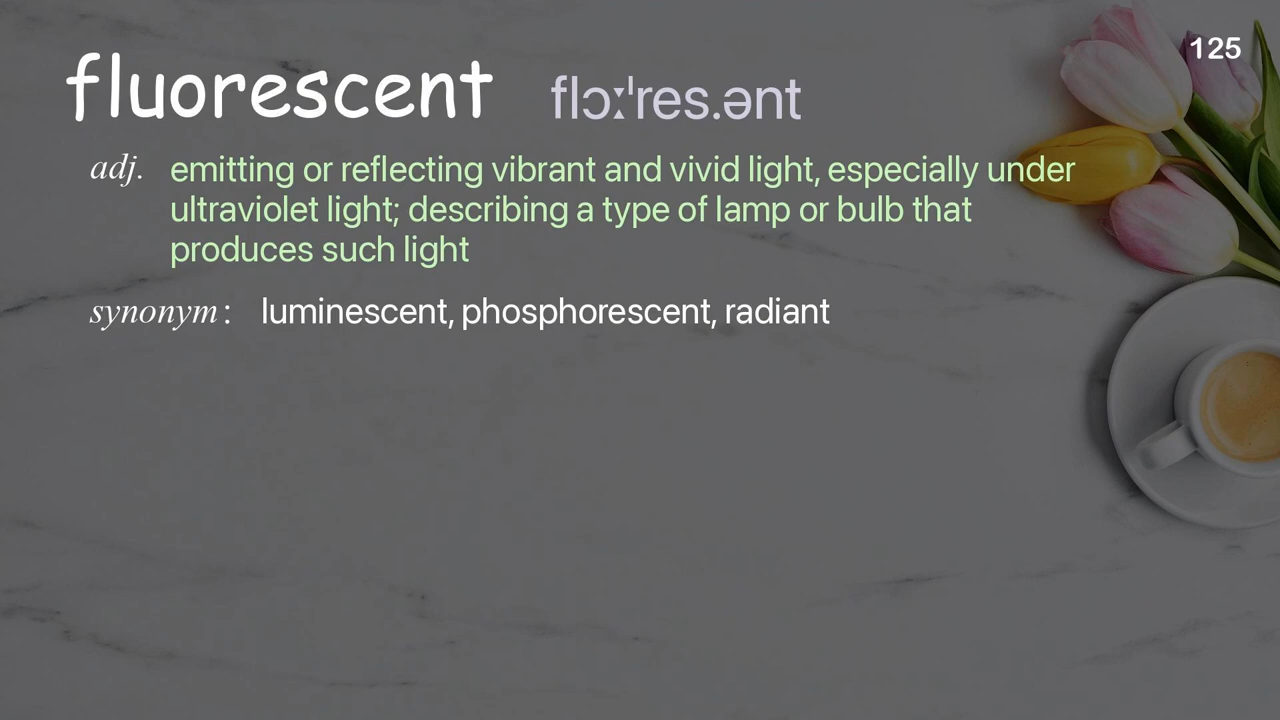 125
fluorescent flɔːˈres.ənt
adj. emitting or reflecting vibrant and vivid light, especially under
ultraviolet light; describing a type of lamp or bulb that
produces such light
synonym: luminescent, phosphorescent, radiant